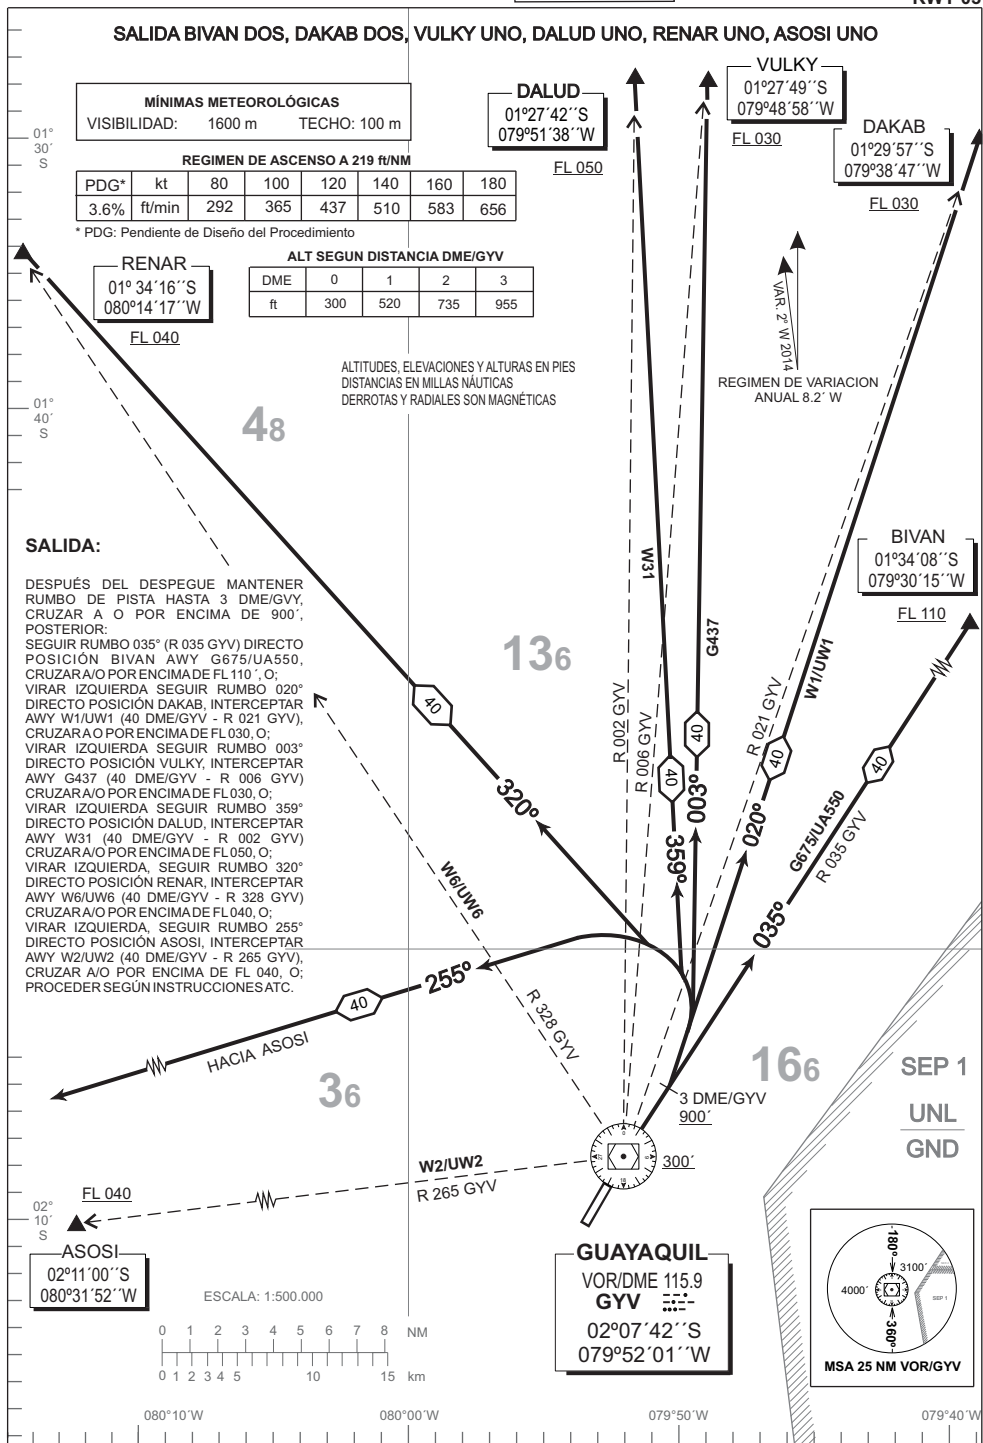 RWY 03
SALIDA BIVAN DOS, DAKAB DOS, VULKY UNO, DALUD UNO, RENAR UNO, ASOSI UNO
MÍNIMAS METEOROLÓGICAS
VISIBILIDAD: 1600 m TECHO: 100 m
REGIMEN DE ASCENSO A 219 ft/NM
PDG* kt 80 100 120 140 160 180
3.6% ft/min 292 365 437 510 583 656
* PDG: Pendiente de Diseño del Procedimiento
ALT SEGUN DISTANCIA DME/GYV
DME 0 1 2 3
ft 300 520 735 955
DALUD
01º27´42´´S
079º51´38´´W
FL 050
VULKY
01º27´49´´S
079º48´58´´W
FL 030
DAKAB
01º29´57´´S
079º38´47´´W
FL 030
RENAR
01º 34´16´´S
080º14´17´´W
FL 040
ALTITUDES, ELEVACIONES Y ALTURAS EN PIES
DISTANCIAS EN MILLAS NÁUTICAS
DERROTAS Y RADIALES SON MAGNÉTICAS
VAR. 2° W 2014
REGIMEN DE VARIACION
ANUAL 8.2´ W
01°
30´
S
01°
40´
S
48
136
BIVAN
01º34´08´´S
079º30´15´´W
FL 110
SALIDA:
DESPUÉS DEL DESPEGUE MANTENER
RUMBO DE PISTA HASTA 3 DME/GVY,
CRUZAR A O POR ENCIMA DE 900´,
POSTERIOR:
SEGUIR RUMBO 035° (R 035 GYV) DIRECTO
POSICIÓN BIVAN AWY G675/UA550,
CRUZAR A/O POR ENCIMA DE FL 110 ´, O;
VIRAR IZQUIERDA SEGUIR RUMBO 020°
DIRECTO POSICIÓN DAKAB, INTERCEPTAR
AWY W1/UW1 (40 DME/GYV - R 021 GYV),
CRUZAR A O POR ENCIMA DE FL 030, O;
VIRAR IZQUIERDA SEGUIR RUMBO 003°
DIRECTO POSICIÓN VULKY, INTERCEPTAR
AWY G437 (40 DME/GYV - R 006 GYV)
CRUZAR A/O POR ENCIMA DE FL 030, O;
VIRAR IZQUIERDA SEGUIR RUMBO 359°
DIRECTO POSICIÓN DALUD, INTERCEPTAR
AWY W31 (40 DME/GYV - R 002 GYV)
CRUZAR A/O POR ENCIMA DE FL 050, O;
VIRAR IZQUIERDA, SEGUIR RUMBO 320°
DIRECTO POSICIÓN RENAR, INTERCEPTAR
AWY W6/UW6 (40 DME/GYV - R 328 GYV)
CRUZAR A/O POR ENCIMA DE FL 040, O;
VIRAR IZQUIERDA, SEGUIR RUMBO 255°
DIRECTO POSICIÓN ASOSI, INTERCEPTAR
AWY W2/UW2 (40 DME/GYV - R 265 GYV),
CRUZAR A/O POR ENCIMA DE FL 040, O;
PROCEDER SEGÚN INSTRUCCIONES ATC.
W31
G437
W1/UW1
R 002 GYV
R 006 GYV
R 021 GYV
G675/UA550
R 035 GYV
W6/UW6
R 328 GYV
40
40
40
40
40
40
320º
359º
003º
020º
035º
255º
HACIA ASOSI
36
166
3 DME/GYV
900´
300´
SEP 1
UNL
GND
W2/UW2
R 265 GYV
FL 040
02°
10´
S
ASOSI
02º11´00´´S
080º31´52´´W
GUAYAQUIL
VOR/DME 115.9
GYV
02º07´42´´S
079º52´01´´W
180º
3100´
4000´
SEP 1
360º
MSA 25 NM VOR/GYV
ESCALA: 1:500.000
0 1 2 3 4 5 6 7 8 NM
0 1 2 3 4 5 10 15 km
080°10´W 080°00´W 079°50´W 079°40´W